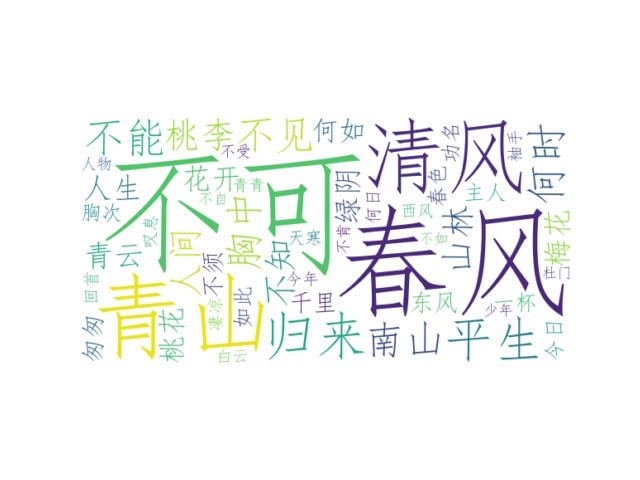 不能
桃李
不见
何如
清风
功名
袖手
何时
人物
不受
不可
人生
花开
青青
绿阴
何日
春色
主人
胸次
不自
胸中
西风
山林
梅花
青云
叹息
人间
不须
不知
天寒
不肯
春风
不如
回首
青山
今年
千里
东风
一杯
匆匆
桃花
妻凉
如此
归来
南山
平生
少年
今日
白云